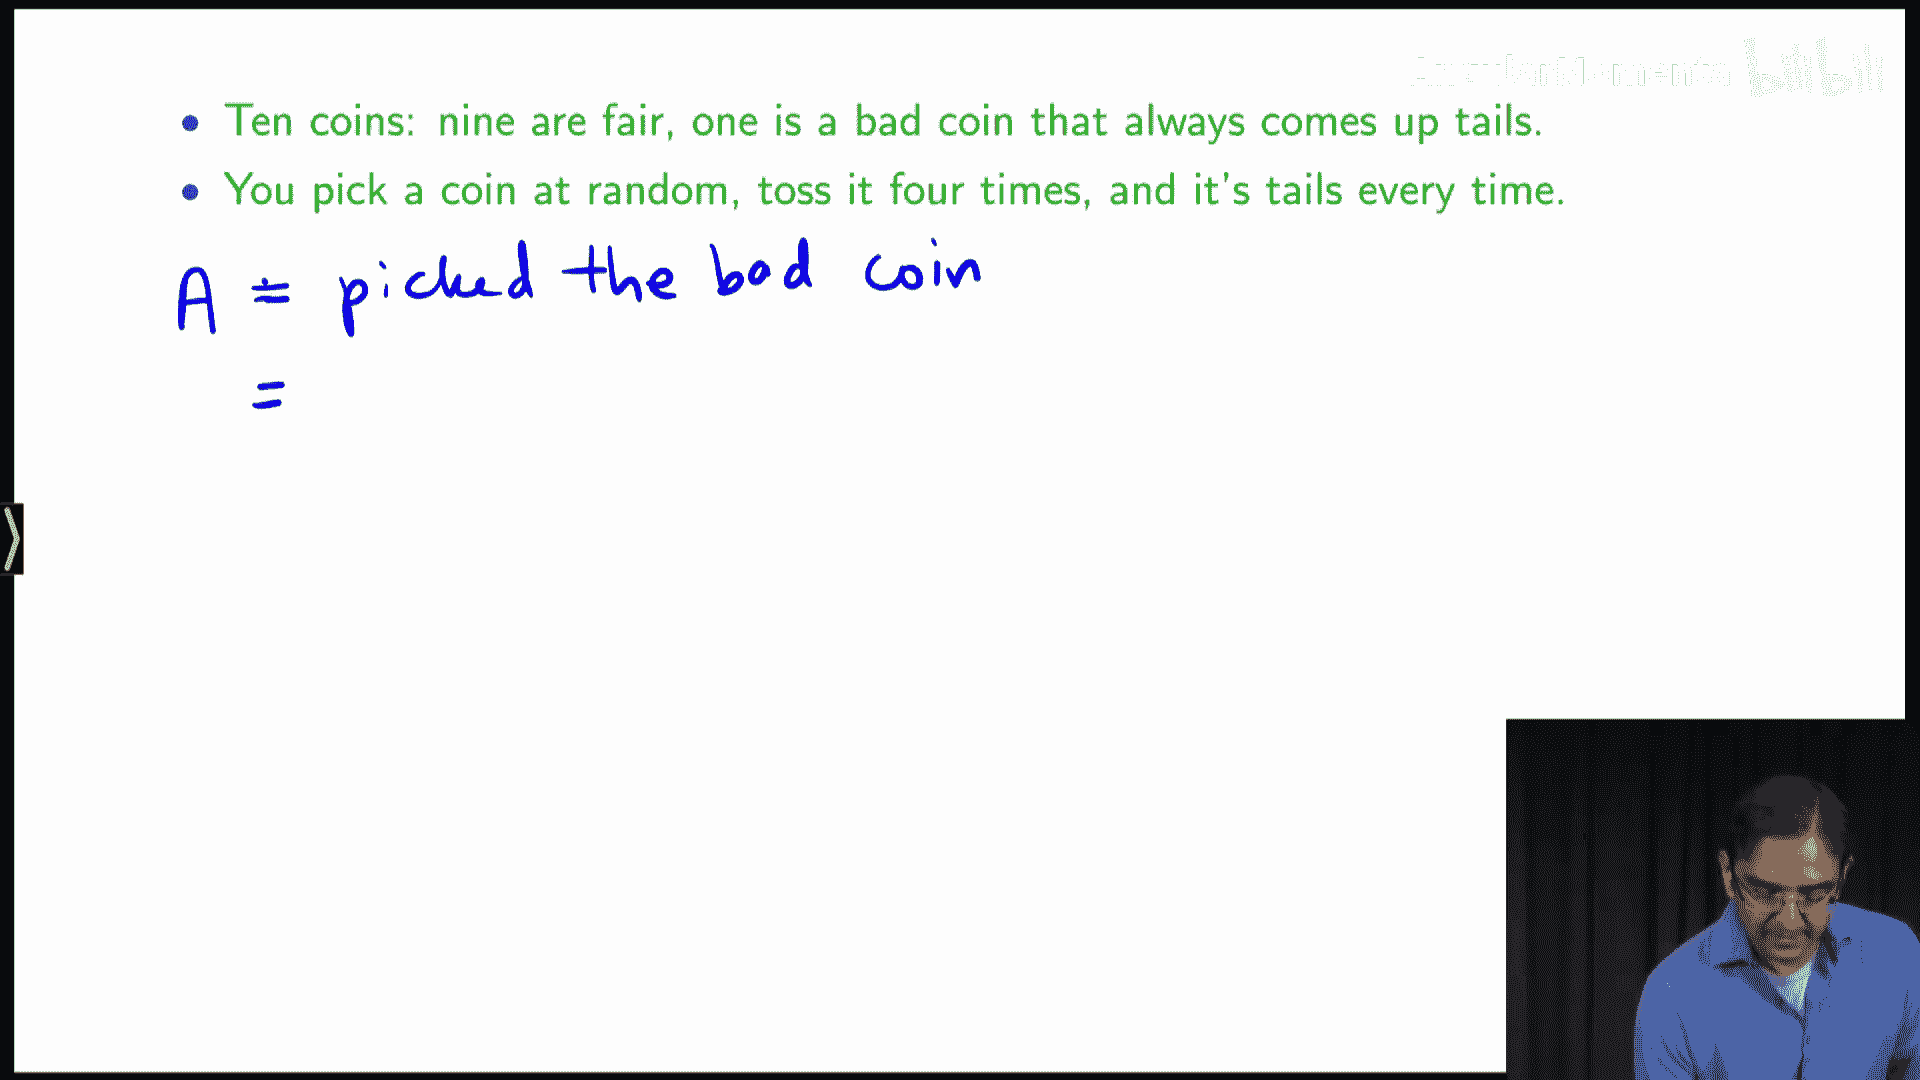 Ten coins: nine are fair, one is a bad coin that always comes up tails.
You pick a coin at random, toss it four times, and it's tails every time.
A ≐ picked the bad coin
=
bilibili